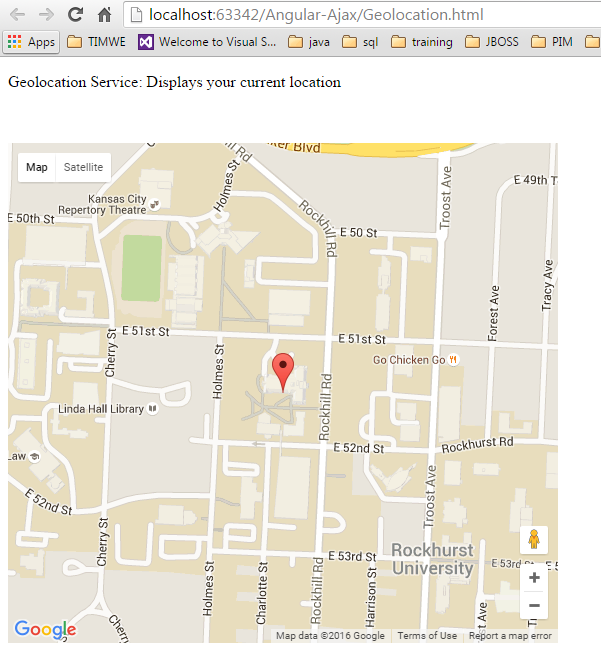 localhost:63342/Angular-Ajax/Geolocation.html
Apps TIMWE Welcome to Visual S... java sql training JBOSS PIM
Geolocation Service: Displays your current location
Map Satellite
ker Blvd
Holmes St
Rockhill Rd
Troost Ave
Kansas City
Repertory Theatre
E 49th T
E 50th St
E 50 St
Forest Ave
Tracy Ave
E 51st St
E 51st St
Cherry St
Holmes St
Go Chicken Go
Rockhill Rd
Linda Hall Library
Law
E 52nd St
Rockhurst Rd
E 52nd St
Troost Ave
Cherry St
E 53rd St
Rockhurst
University
E 53rd S
Holmes St
Charlotte St
Rockhill Rd
Harrison St
t Ave
Cherry
Google
Map data ©2016 Google Terms of Use Report a map error